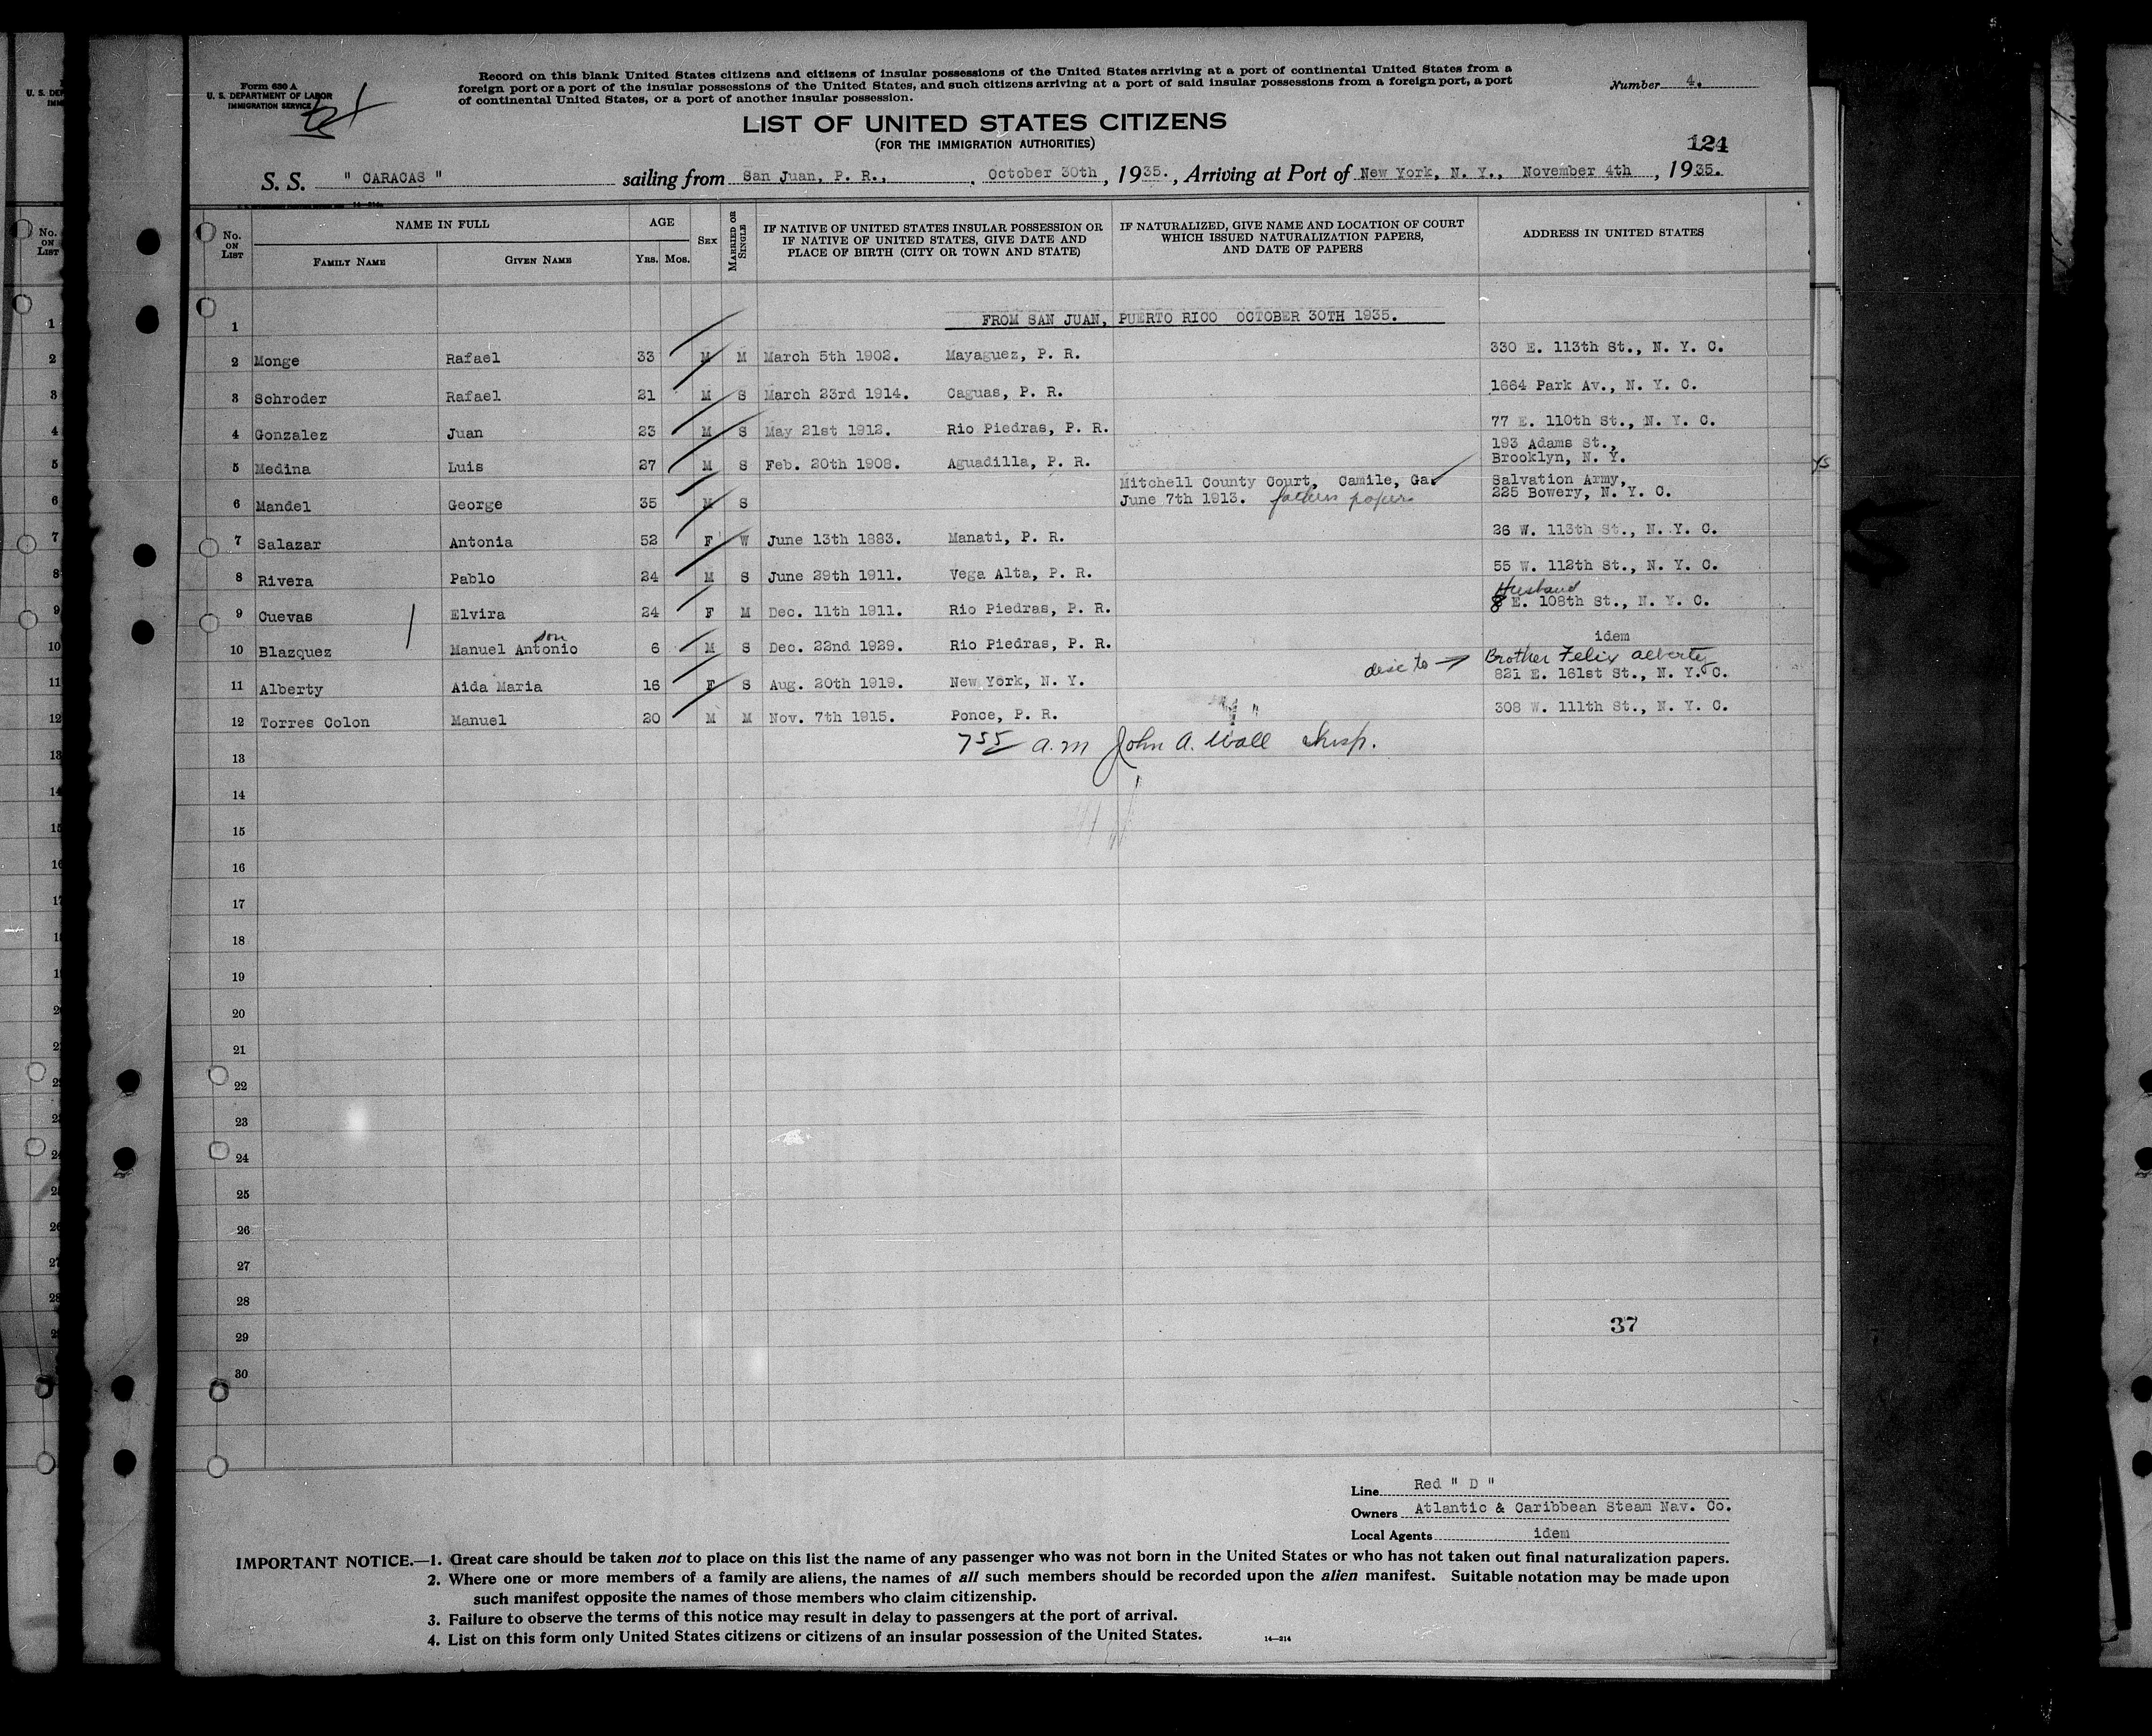 Form 630 A
U. S. DEPARTMENT OF LABOR
IMMIGRATION SERVICE
Record on this blank United States citizens and citizens of insular possessions of the United States arriving at a port of continental United States from a
foreign port or a port of the insular possessions of the United States, and such citizens arriving at a port of said insular possessions from a foreign port, a port
of continental United States, or a port of another insular possession.
Number 4.
LIST OF UNITED STATES CITIZENS
(FOR THE IMMIGRATION AUTHORITIES)
124
S. S. " CARACAS " sailing from San Juan, P. R., October 30th, 1935., Arriving at Port of New York, N. Y., November 4th, 1935.
No. ON LIST
NAME IN FULL
FAMILY NAME GIVEN NAME
AGE
YRS. MOS.
SEX
MARRIED OR SINGLE
IF NATIVE OF UNITED STATES INSULAR POSSESSION OR
IF NATIVE OF UNITED STATES, GIVE DATE AND
PLACE OF BIRTH (CITY OR TOWN AND STATE)
IF NATURALIZED, GIVE NAME AND LOCATION OF COURT
WHICH ISSUED NATURALIZATION PAPERS,
AND DATE OF PAPERS
ADDRESS IN UNITED STATES
1 FROM SAN JUAN, PUERTO RICO OCTOBER 30TH 1935.
2 Monge Rafael 33 M M March 5th 1902. Mayaguez, P. R. 330 E. 113th St., N. Y. C.
3 Schroder Rafael 21 M S March 23rd 1914. Caguas, P. R. 1664 Park Av., N. Y. C.
4 Gonzalez Juan 23 M S May 21st 1912. Rio Piedras, P. R. 77 E. 110th St., N. Y. C.
5 Medina Luis 27 M S Feb. 20th 1908. Aguadilla, P. R. 193 Adams St.,
Brooklyn, N. Y.
6 Mandel George 35 M S Mitchell County Court, Camile, Ga. Salvation Army,
June 7th 1913. fathers papers 225 Bowery, N. Y. C.
7 Salazar Antonia 52 F W June 13th 1883. Manati, P. R. 26 W. 113th St., N. Y. C.
8 Rivera Pablo 24 M S June 29th 1911. Vega Alta, P. R. 55 W. 112th St., N. Y. C.
Husband
9 Cuevas Elvira 24 F M Dec. 11th 1911. Rio Piedras, P. R. 8 E. 108th St., N. Y. C.
son
10 Blazquez Manuel Antonio 6 M S Dec. 22nd 1929. Rio Piedras, P. R. idem
disc to → Brother Felix Alberty
11 Alberty Aida Maria 16 F S Aug. 20th 1919. New York, N. Y. 821 E. 161st St., N. Y. C.
12 Torres Colon Manuel 20 M M Nov. 7th 1915. Ponce, P. R. 308 W. 111th St., N. Y. C.
7 55 a.m John A. Wall Insp.
13
14
15
16
17
18
19
20
21
22
23
24
25
26
27
28
29
37
30
Line Red " D "
Owners Atlantic & Caribbean Steam Nav. Co.
Local Agents idem
IMPORTANT NOTICE.—1. Great care should be taken not to place on this list the name of any passenger who was not born in the United States or who has not taken out final naturalization papers.
2. Where one or more members of a family are aliens, the names of all such members should be recorded upon the alien manifest. Suitable notation may be made upon
such manifest opposite the names of those members who claim citizenship.
3. Failure to observe the terms of this notice may result in delay to passengers at the port of arrival.
4. List on this form only United States citizens or citizens of an insular possession of the United States.
14—214